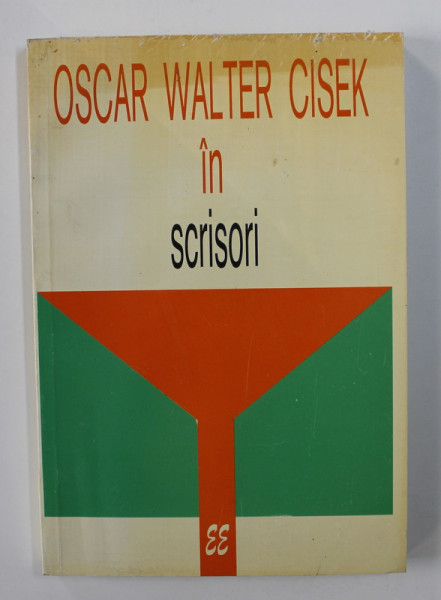 OSCAR WALTER CISEK
în
scrisori
EE